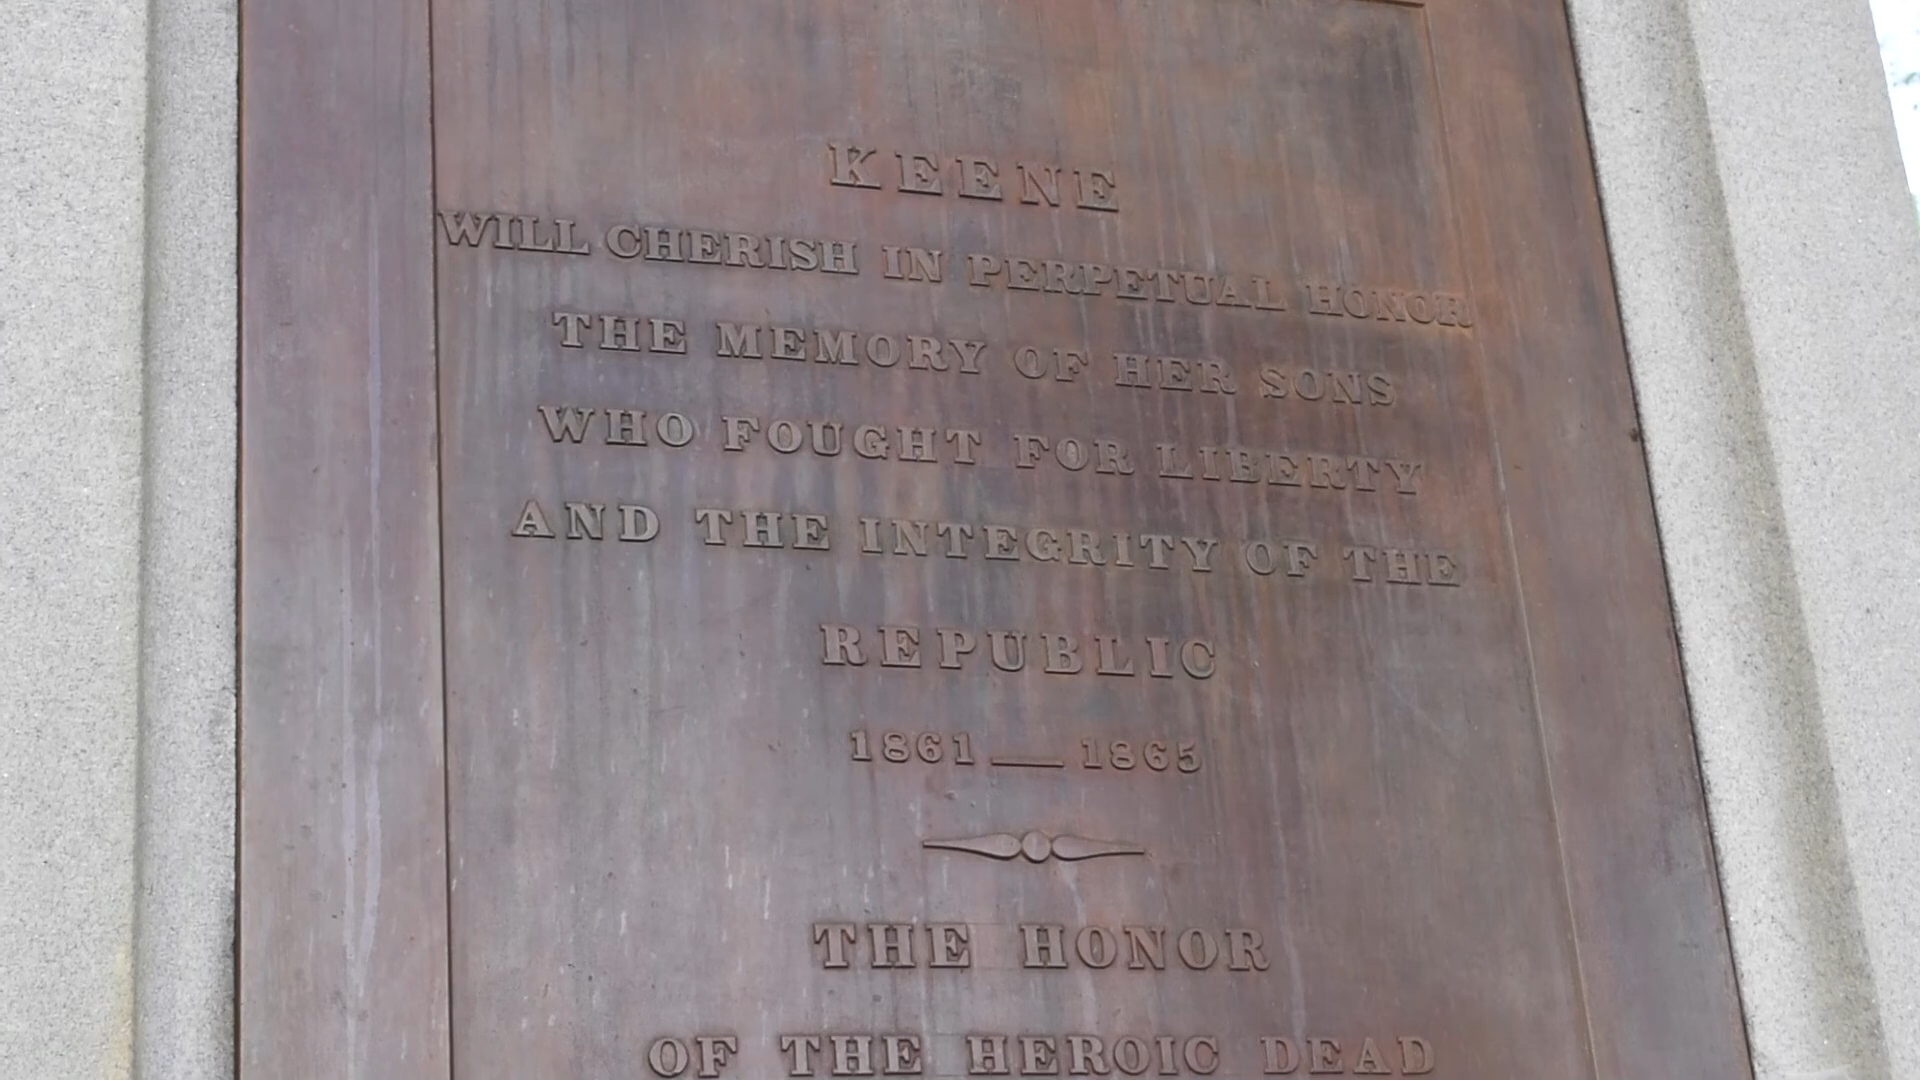 KEENE
WILL CHERISH IN PERPETUAL HONOR
THE MEMORY OF HER SONS
WHO FOUGHT FOR LIBERTY
AND THE INTEGRITY OF THE
REPUBLIC
1861 — 1865
THE HONOR
OF THE HEROIC DEAD